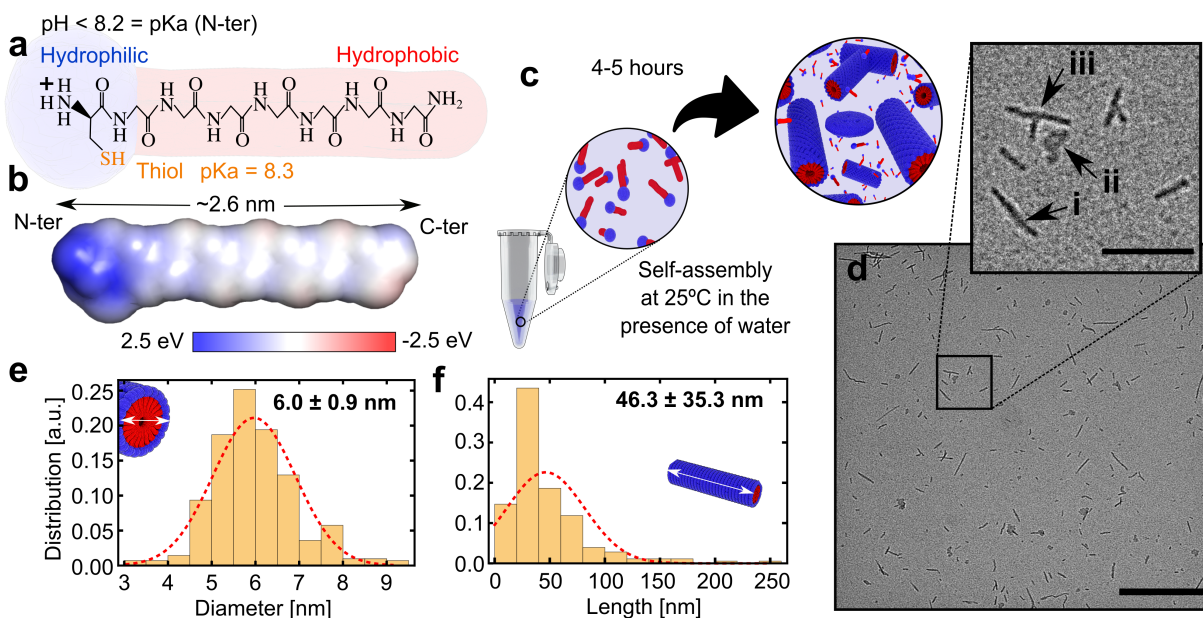 pH < 8.2 = pKa (N-ter)
a
Hydrophilic
Hydrophobic
+
H
H
N
H
O
N
H
O
H
N
O
N
H
O
H
N
O
N
H
O
H
N
O
N
H
O
NH₂
SH
Thiol pKa = 8.3
b
~2.6 nm
N-ter
C-ter
2.5 eV
-2.5 eV
c
4-5 hours
Self-assembly
at 25ºC in the
presence of water
d
iii
ii
i
e
6.0 ± 0.9 nm
Distribution [a.u.]
0.25
0.20
0.15
0.10
0.05
0.00
3 4 5 6 7 8 9
Diameter [nm]
f
46.3 ± 35.3 nm
0.4
0.3
0.2
0.1
0.0
0 50 100 150 200 250
Length [nm]